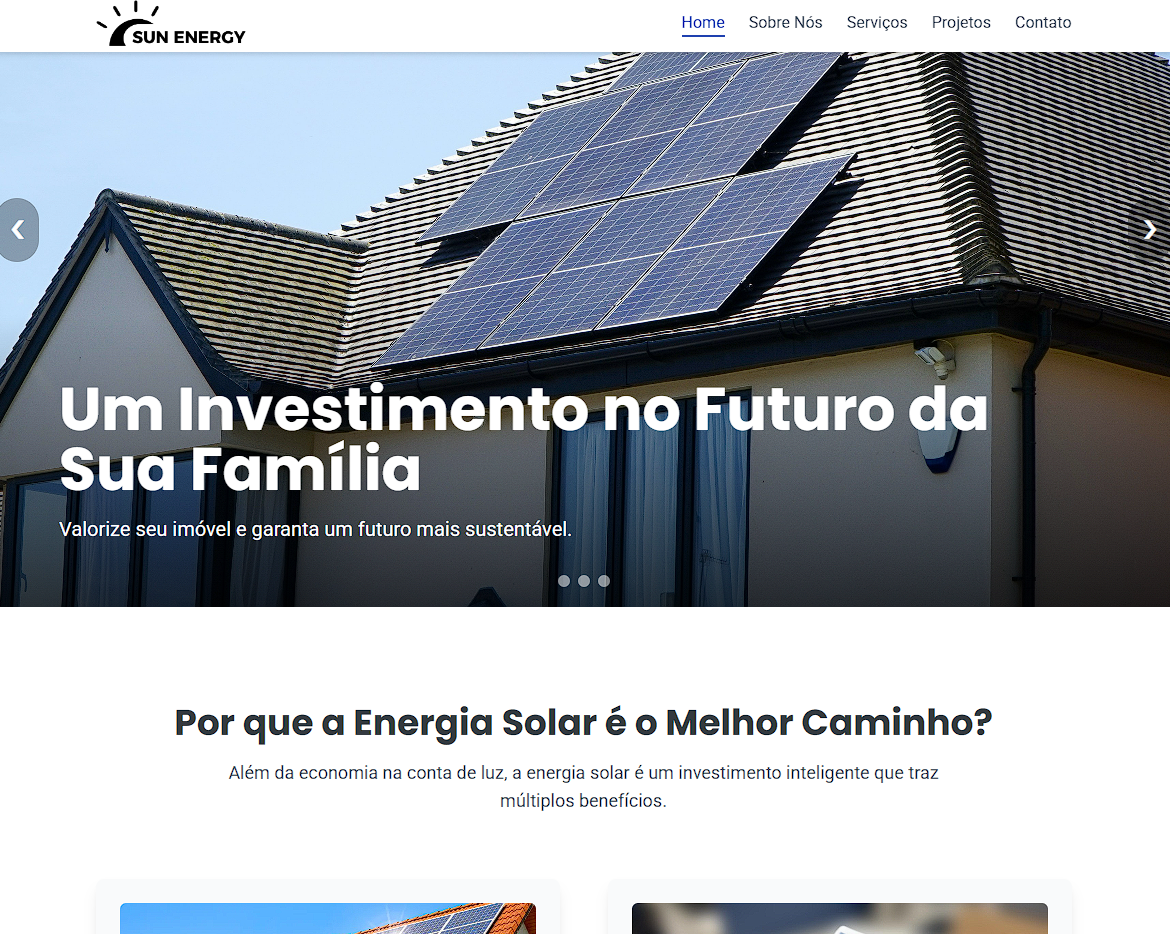 SUN ENERGY
Home Sobre Nós Serviços Projetos Contato
Um Investimento no Futuro da
Sua Família
Valorize seu imóvel e garanta um futuro mais sustentável.
Por que a Energia Solar é o Melhor Caminho?
Além da economia na conta de luz, a energia solar é um investimento inteligente que traz
múltiplos benefícios.